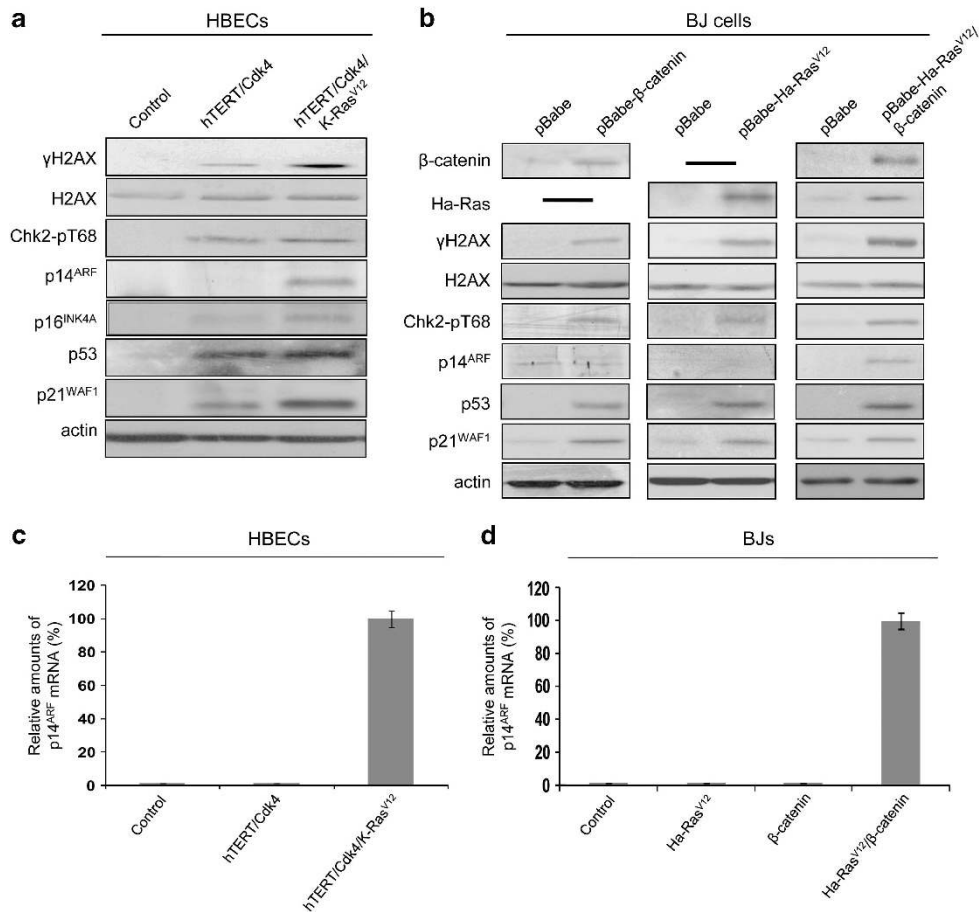 a
HBECs
Control
hTERT/Cdk4
hTERT/Cdk4/
K-Rasⱽ¹²
γH2AX
H2AX
Chk2-pT68
p14ᴬᴿᶠ
p16ᴵᴺᴷ⁴ᴬ
p53
p21ᵂᴬᶠ¹
actin
b
BJ cells
pBabe
pBabe-β-catenin
pBabe
pBabe-Ha-Rasⱽ¹²
pBabe
pBabe-Ha-Rasⱽ¹²/
β-catenin
β-catenin
Ha-Ras
γH2AX
H2AX
Chk2-pT68
p14ᴬᴿᶠ
p53
p21ᵂᴬᶠ¹
actin
c
HBECs
Relative amounts of
p14ᴬᴿᶠ mRNA (%)
120
100
80
60
40
20
0
Control
hTERT/Cdk4
hTERT/Cdk4/K-Rasⱽ¹²
d
BJs
Relative amounts of
p14ᴬᴿᶠ mRNA (%)
120
100
80
60
40
20
0
Control
Ha-Rasⱽ¹²
β-catenin
Ha-Rasⱽ¹²/β-catenin